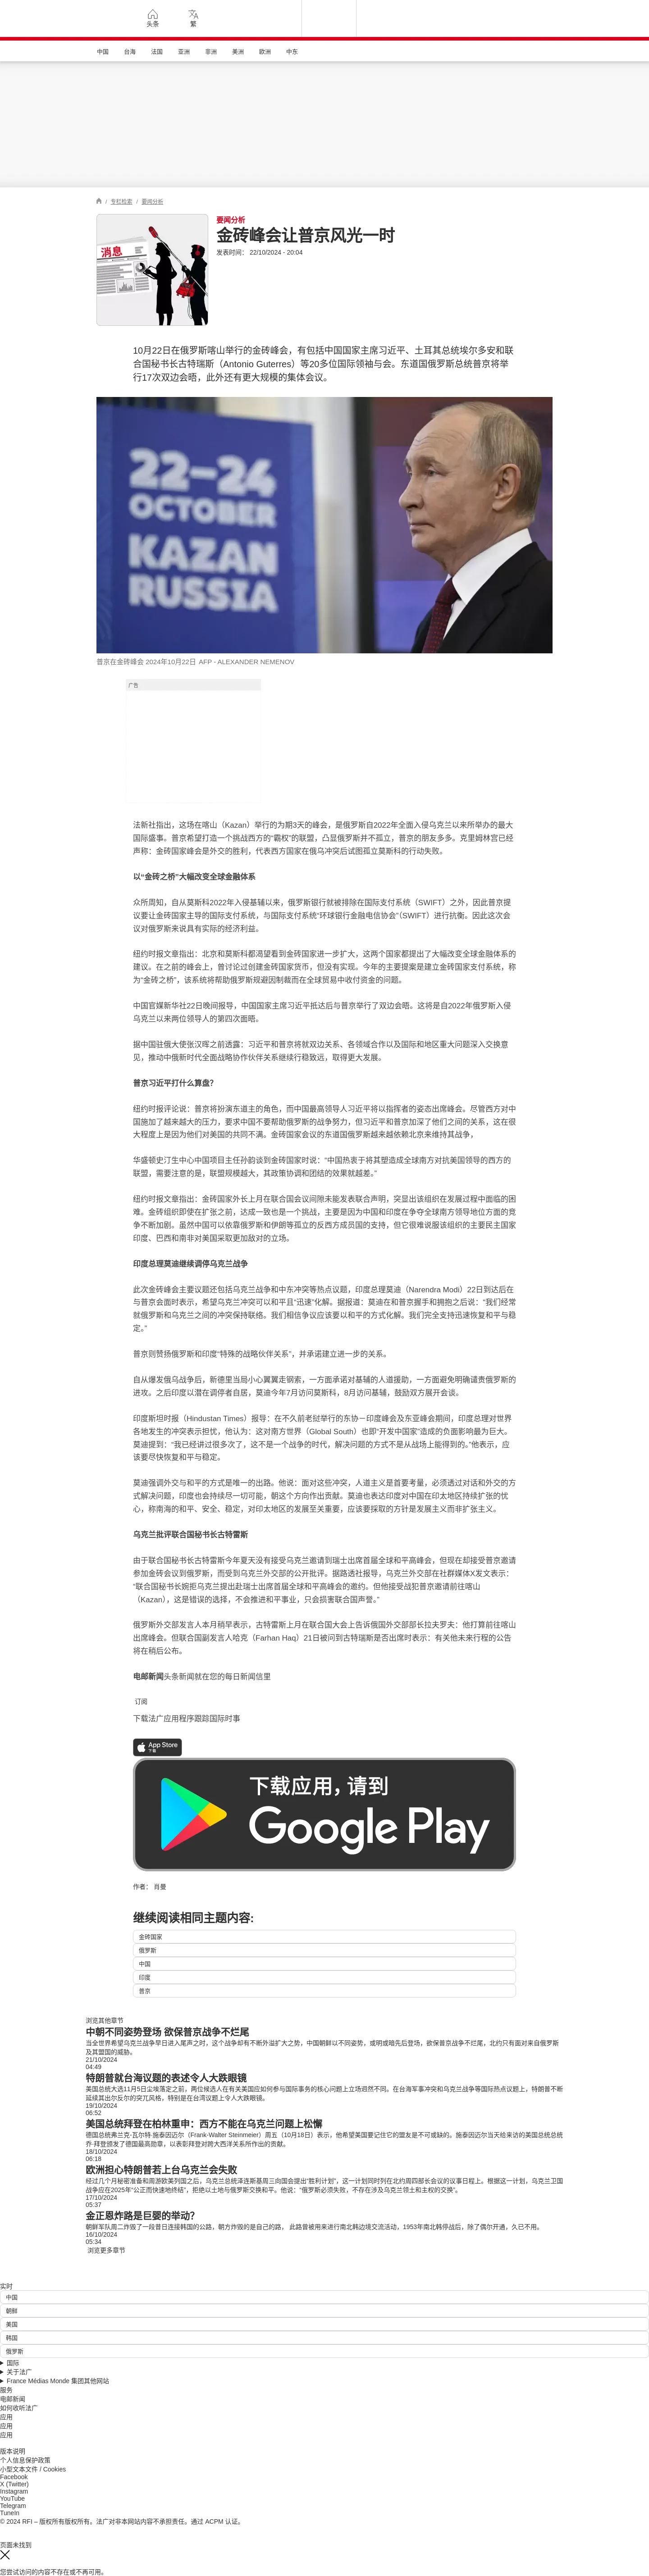 头条
繁
中国 台海 法国 亚洲 非洲 美洲 欧洲 中东
/ 专栏检索 / 要闻分析
消息
要闻分析
金砖峰会让普京风光一时
发表时间： 22/10/2024 - 20:04
10月22日在俄罗斯喀山举行的金砖峰会，有包括中国国家主席习近平、土耳其总统埃尔多安和联
合国秘书长古特瑞斯（Antonio Guterres）等20多位国际领袖与会。东道国俄罗斯总统普京将举
行17次双边会晤，此外还有更大规模的集体会议。
22-24
OKTOBER
KAZAN
RUSSIA
普京在金砖峰会 2024年10月22日 AFP - ALEXANDER NEMENOV
广告
法新社指出，这场在喀山（Kazan）举行的为期3天的峰会，是俄罗斯自2022年全面入侵乌克兰以来所举办的最大
国际盛事。普京希望打造一个挑战西方的“霸权”的联盟，凸显俄罗斯并不孤立，普京的朋友多多。克里姆林宫已经
声称：金砖国家峰会是外交的胜利，代表西方国家在俄乌冲突后试图孤立莫斯科的行动失败。
以“金砖之桥”大幅改变全球金融体系
众所周知，自从莫斯科2022年入侵基辅以来，俄罗斯银行就被排除在国际支付系统（SWIFT）之外，因此普京提
议要让金砖国家主导的国际支付系统，与国际支付系统“环球银行金融电信协会”（SWIFT）进行抗衡。因此这次会
议对俄罗斯来说具有实际的经济利益。
纽约时报文章指出：北京和莫斯科都渴望看到金砖国家进一步扩大，这两个国家都提出了大幅改变全球金融体系的
建议。在之前的峰会上，曾讨论过创建金砖国家货币，但没有实现。今年的主要提案是建立金砖国家支付系统，称
为“金砖之桥”，该系统将帮助俄罗斯规避因制裁而在全球贸易中收付资金的问题。
中国官媒新华社22日晚间报导，中国国家主席习近平抵达后与普京举行了双边会晤。这将是自2022年俄罗斯入侵
乌克兰以来两位领导人的第四次面晤。
据中国驻俄大使张汉晖之前透露：习近平和普京将就双边关系、各领域合作以及国际和地区重大问题深入交换意
见，推动中俄新时代全面战略协作伙伴关系继续行稳致远，取得更大发展。
普京习近平打什么算盘？
纽约时报评论说：普京将扮演东道主的角色，而中国最高领导人习近平将以指挥者的姿态出席峰会。尽管西方对中
国施加了越来越大的压力，要求中国不要帮助俄罗斯的战争努力，但习近平和普京加深了他们之间的关系，这在很
大程度上是因为他们对美国的共同不满。金砖国家会议的东道国俄罗斯越来越依赖北京来维持其战争，
华盛顿史汀生中心中国项目主任孙韵谈到金砖国家时说：“中国热衷于将其塑造成全球南方对抗美国领导的西方的
联盟，需要注意的是，联盟规模越大，其政策协调和团结的效果就越差。”
纽约时报文章指出：金砖国家外长上月在联合国会议间隙未能发表联合声明，突显出该组织在发展过程中面临的困
难。金砖组织即使在扩张之前，达成一致也是一个挑战，主要是因为中国和印度在争夺全球南方领导地位方面的竞
争不断加剧。虽然中国可以依靠俄罗斯和伊朗等孤立的反西方成员国的支持，但它很难说服该组织的主要民主国家
印度、巴西和南非对美国采取更加敌对的立场。
印度总理莫迪继续调停乌克兰战争
此次金砖峰会主要议题还包括乌克兰战争和中东冲突等热点议题，印度总理莫迪（Narendra Modi）22日到达后在
与普京会面时表示，希望乌克兰冲突可以和平且“迅速”化解。据报道：莫迪在和普京握手和拥抱之后说：“我们经常
就俄罗斯和乌克兰之间的冲突保持联络。我们相信争议应该要以和平的方式化解。我们完全支持迅速恢复和平与稳
定。”
普京则赞扬俄罗斯和印度“特殊的战略伙伴关系”，并承诺建立进一步的关系。
自从爆发俄乌战争后，新德里当局小心翼翼走钢索，一方面承诺对基辅的人道援助，一方面避免明确谴责俄罗斯的
进攻。之后印度以潜在调停者自居，莫迪今年7月访问莫斯科，8月访问基辅，鼓励双方展开会谈。
印度斯坦时报（Hindustan Times）报导：在不久前老挝举行的东协－印度峰会及东亚峰会期间，印度总理对世界
各地发生的冲突表示担忧，他认为：这对南方世界（Global South）也即“开发中国家”造成的负面影响最为巨大。
莫迪提到：“我已经讲过很多次了，这不是一个战争的时代，解决问题的方式不是从战场上能得到的。”他表示，应
该要尽快恢复和平与稳定。
莫迪强调外交与和平的方式是唯一的出路。他说：面对这些冲突，人道主义是首要考量，必须透过对话和外交的方
式解决问题，印度也会持续尽一切可能，朝这个方向作出贡献。莫迪也表达印度对中国在印太地区持续扩张的忧
心，称南海的和平、安全、稳定，对印太地区的发展至关重要，应该要採取的方针是发展主义而非扩张主义。
乌克兰批评联合国秘书长古特雷斯
由于联合国秘书长古特雷斯今年夏天没有接受乌克兰邀请到瑞士出席首届全球和平高峰会，但现在却接受普京邀请
参加金砖会议到俄罗斯，而受到乌克兰外交部的公开批评。据路透社报导，乌克兰外交部在社群媒体X发文表示：
“联合国秘书长婉拒乌克兰提出赴瑞士出席首届全球和平高峰会的邀约。但他接受战犯普京邀请前往喀山
（Kazan），这是错误的选择，不会推进和平事业，只会损害联合国声誉。”
俄罗斯外交部发言人本月稍早表示，古特雷斯上月在联合国大会上告诉俄国外交部部长拉夫罗夫：他打算前往喀山
出席峰会。但联合国副发言人哈克（Farhan Haq）21日被问到古特瑞斯是否出席时表示：有关他未来行程的公告
将在稍后公布。
电邮新闻头条新闻就在您的每日新闻信里
订阅
下载法广应用程序跟踪国际时事
App Store
下载
下载应用，请到
Google Play
作者： 肖曼
继续阅读相同主题内容:
金砖国家
俄罗斯
中国
印度
普京
浏览其他章节
中朝不同姿势登场 欲保普京战争不烂尾
当全世界希望乌克兰战争早日进入尾声之时，这个战争却有不断外溢扩大之势，中国朝鲜以不同姿势，或明或暗先后登场，欲保普京战争不烂尾，北约只有面对来自俄罗斯
及其盟国的威胁。
21/10/2024
04:49
特朗普就台海议题的表述令人大跌眼镜
美国总统大选11月5日尘埃落定之前，两位候选人在有关美国应如何参与国际事务的核心问题上立场迥然不同。在台海军事冲突和乌克兰战争等国际热点议题上，特朗普不断
延续其出尔反尔的突兀风格，特别是在台湾议题上令人大跌眼镜。
19/10/2024
06:52
美国总统拜登在柏林重申：西方不能在乌克兰问题上松懈
德国总统弗兰克-瓦尔特·施泰因迈尔（Frank-Walter Steinmeier）周五（10月18日）表示，他希望美国要记住它的盟友是不可或缺的。施泰因迈尔当天给来访的美国总统总统
乔·拜登颁发了德国最高勋章，以表彰拜登对跨大西洋关系所作出的贡献。
18/10/2024
06:18
欧洲担心特朗普若上台乌克兰会失败
经过几个月秘密准备和周游欧美列国之后，乌克兰总统泽连斯基周三向国会提出“胜利计划”，这一计划同时列在北约周四部长会议的议事日程上。根据这一计划，乌克兰卫国
战争应在2025年“公正而快速地终结”，拒绝以土地与俄罗斯交换和平。他说：“俄罗斯必须失败，不存在涉及乌克兰领土和主权的交换”。
17/10/2024
05:37
金正恩炸路是巨婴的举动?
朝鲜军队周二炸毁了一段昔日连接韩国的公路，朝方炸毁的是自己的路， 此路曾被用来进行南北韩边境交流活动，1953年南北韩停战后，除了偶尔开通，久已不用。
16/10/2024
05:34
浏览更多章节
实时
中国
朝鲜
美国
韩国
俄罗斯
国际
关于法广
France Médias Monde 集团其他网站
服务
电邮新闻
如何收听法广
应用
应用
应用
版本说明
个人信息保护政策
小型文本文件 / Cookies
Facebook
X (Twitter)
Instagram
YouTube
Telegram
TuneIn
© 2024 RFI – 版权所有版权所有。法广对非本网站内容不承担责任。通过 ACPM 认证。
页面未找到
您尝试访问的内容不存在或不再可用。